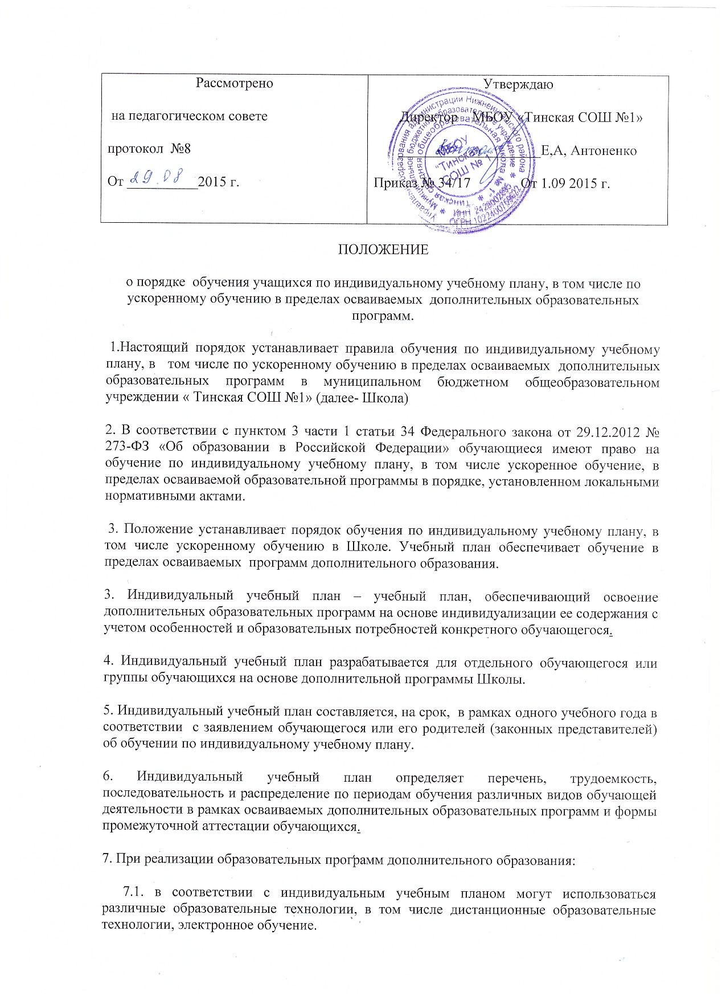 Рассмотрено
на педагогическом совете
протокол №8
От 29.08 2015 г.
Утверждаю
Директор МБОУ «Тинская СОШ №1»
Е,А, Антоненко
Приказ № 34/17 От 1.09 2015 г.
МБОУ
"Тинская
СОШ № 1"
ПОЛОЖЕНИЕ
о порядке обучения учащихся по индивидуальному учебному плану, в том числе по
ускоренному обучению в пределах осваиваемых дополнительных образовательных
программ.
1.Настоящий порядок устанавливает правила обучения по индивидуальному учебному
плану, в том числе по ускоренному обучению в пределах осваиваемых дополнительных
образовательных программ в муниципальном бюджетном общеобразовательном
учреждении « Тинская СОШ №1» (далее- Школа)
2. В соответствии с пунктом 3 части 1 статьи 34 Федерального закона от 29.12.2012 №
273-ФЗ «Об образовании в Российской Федерации» обучающиеся имеют право на
обучение по индивидуальному учебному плану, в том числе ускоренное обучение, в
пределах осваиваемой образовательной программы в порядке, установленном локальными
нормативными актами.
3. Положение устанавливает порядок обучения по индивидуальному учебному плану, в
том числе ускоренному обучению в Школе. Учебный план обеспечивает обучение в
пределах осваиваемых программ дополнительного образования.
3. Индивидуальный учебный план – учебный план, обеспечивающий освоение
дополнительных образовательных программ на основе индивидуализации ее содержания с
учетом особенностей и образовательных потребностей конкретного обучающегося.
4. Индивидуальный учебный план разрабатывается для отдельного обучающегося или
группы обучающихся на основе дополнительной программы Школы.
5. Индивидуальный учебный план составляется, на срок, в рамках одного учебного года в
соответствии с заявлением обучающегося или его родителей (законных представителей)
об обучении по индивидуальному учебному плану.
6. Индивидуальный учебный план определяет перечень, трудоемкость,
последовательность и распределение по периодам обучения различных видов обучающей
деятельности в рамках осваиваемых дополнительных образовательных программ и формы
промежуточной аттестации обучающихся.
7. При реализации образовательных программ дополнительного образования:
7.1. в соответствии с индивидуальным учебным планом могут использоваться
различные образовательные технологии, в том числе дистанционные образовательные
технологии, электронное обучение.